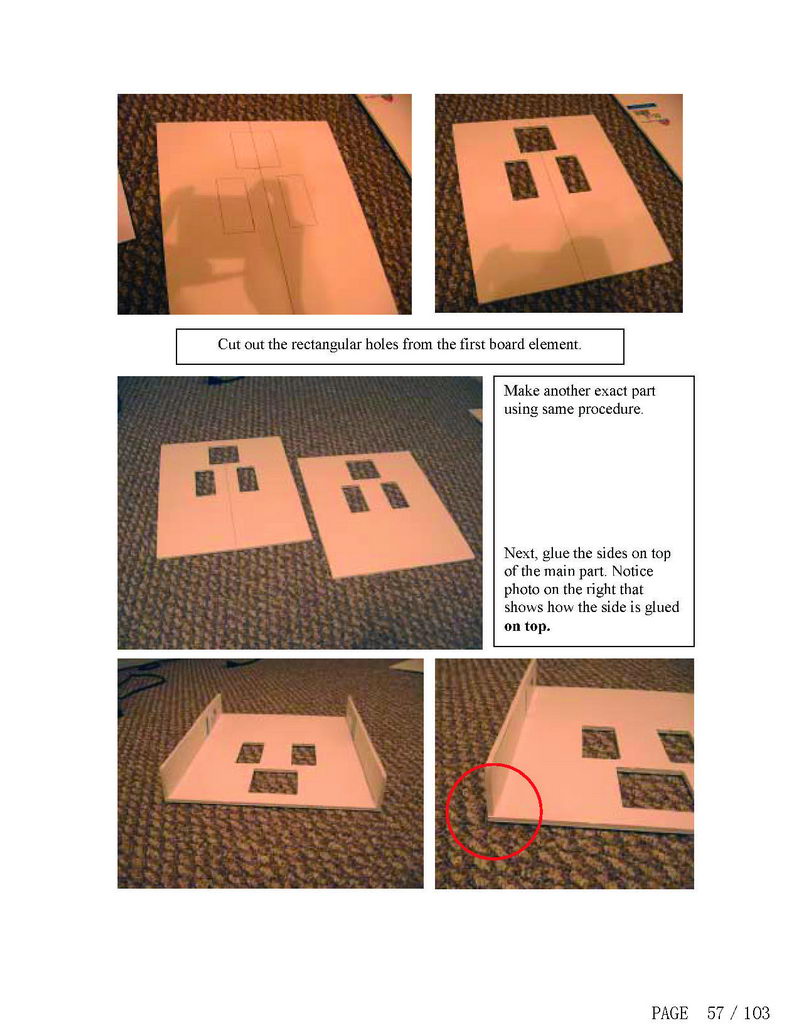 Cut out the rectangular holes from the first board element.
Make another exact part
using same procedure.
Next, glue the sides on top
of the main part. Notice
photo on the right that
shows how the side is glued
on top.
PAGE 57 / 103